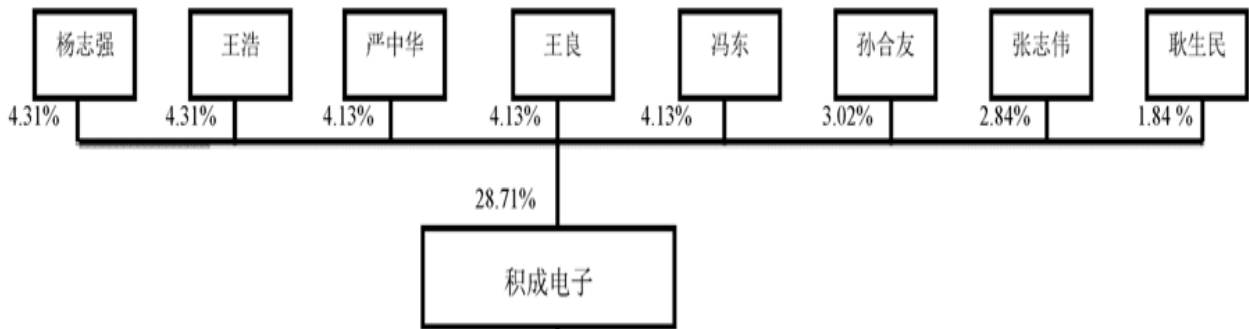 杨志强 王浩 严中华 王良 冯东 孙合友 张志伟 耿生民
4.31% 4.31% 4.13% 4.13% 4.13% 3.02% 2.84% 1.84 %
28.71%
积成电子